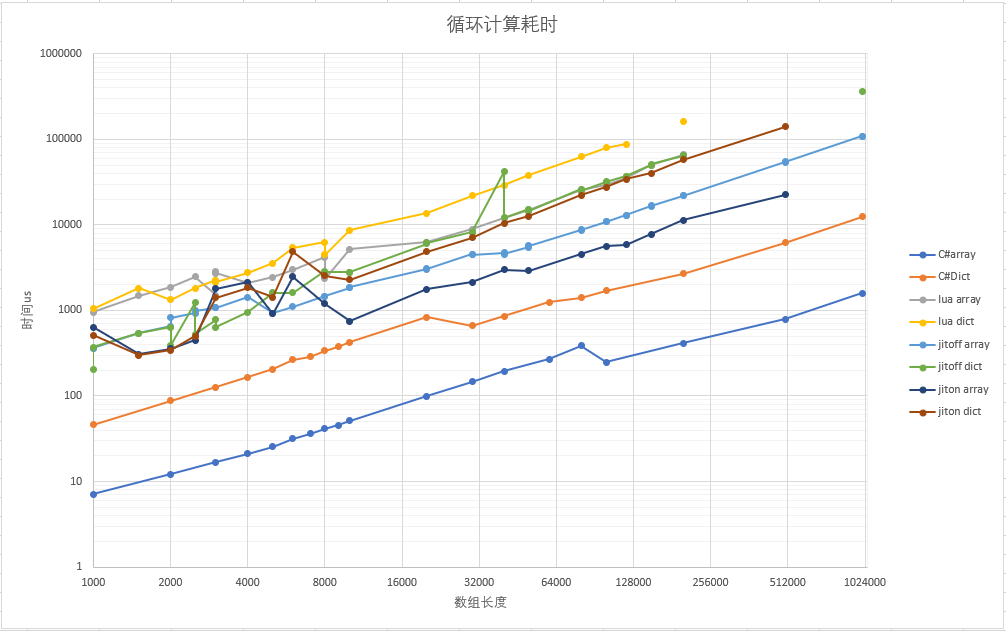 循环计算耗时
1000000
100000
10000
1000
100
10
1
时间us
1000 2000 4000 8000 16000 32000 64000 128000 256000 512000 1024000
数组长度
C#array
C#Dict
lua array
lua dict
jitoff array
jitoff dict
jiton array
jiton dict